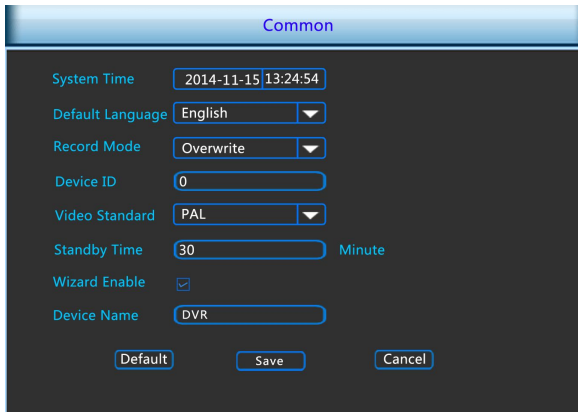 Common
System Time 2014-11-15 13:24:54
Default Language English
Record Mode Overwrite
Device ID 0
Video Standard PAL
Standby Time 30 Minute
Wizard Enable
Device Name DVR
Default Save Cancel